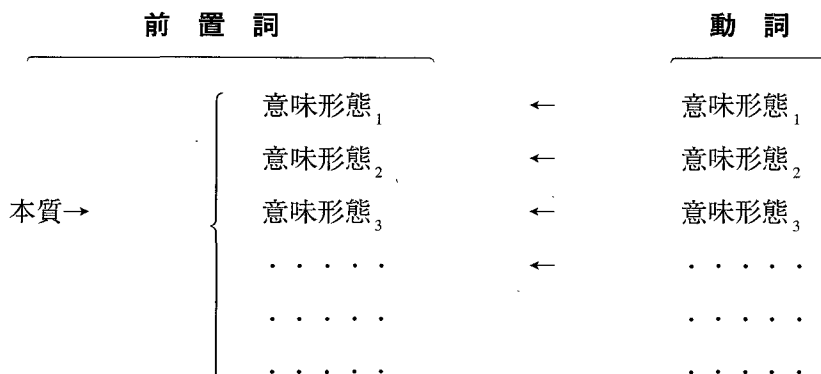 前置詞 動詞
意味形態₁ ← 意味形態₁
意味形態₂ ← 意味形態₂
本質→ 意味形態₃ ← 意味形態₃
・・・・・ ← ・・・・・
・・・・・ ・・・・・
・・・・・ ・・・・・